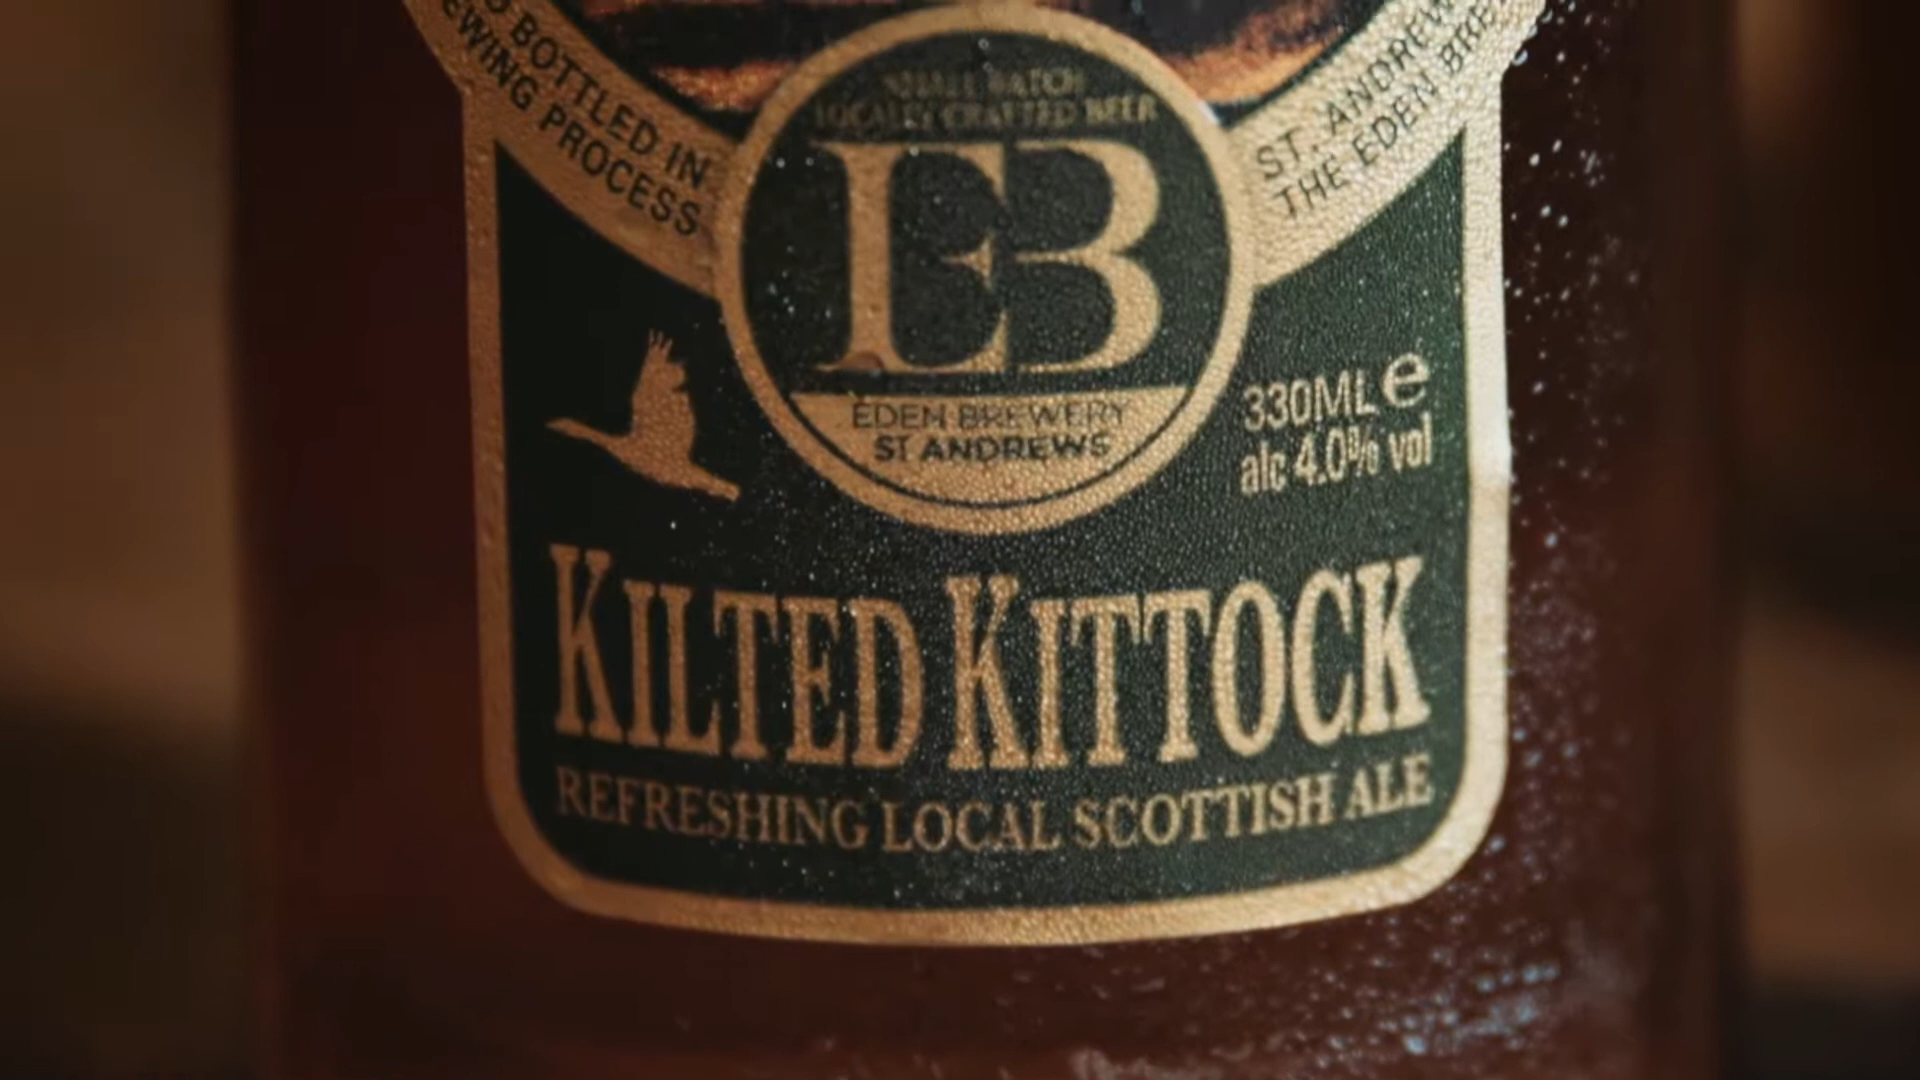 BOTTLED IN
EWING PROCESS
ST. ANDREW
THE EDEN BRE
SMALL BATCH
LOCALLY CRAFTED BEER
EB
EDEN BREWERY
ST ANDREWS
330ML e
alc 4.0% vol
KILTED KITTOCK
REFRESHING LOCAL SCOTTISH ALE